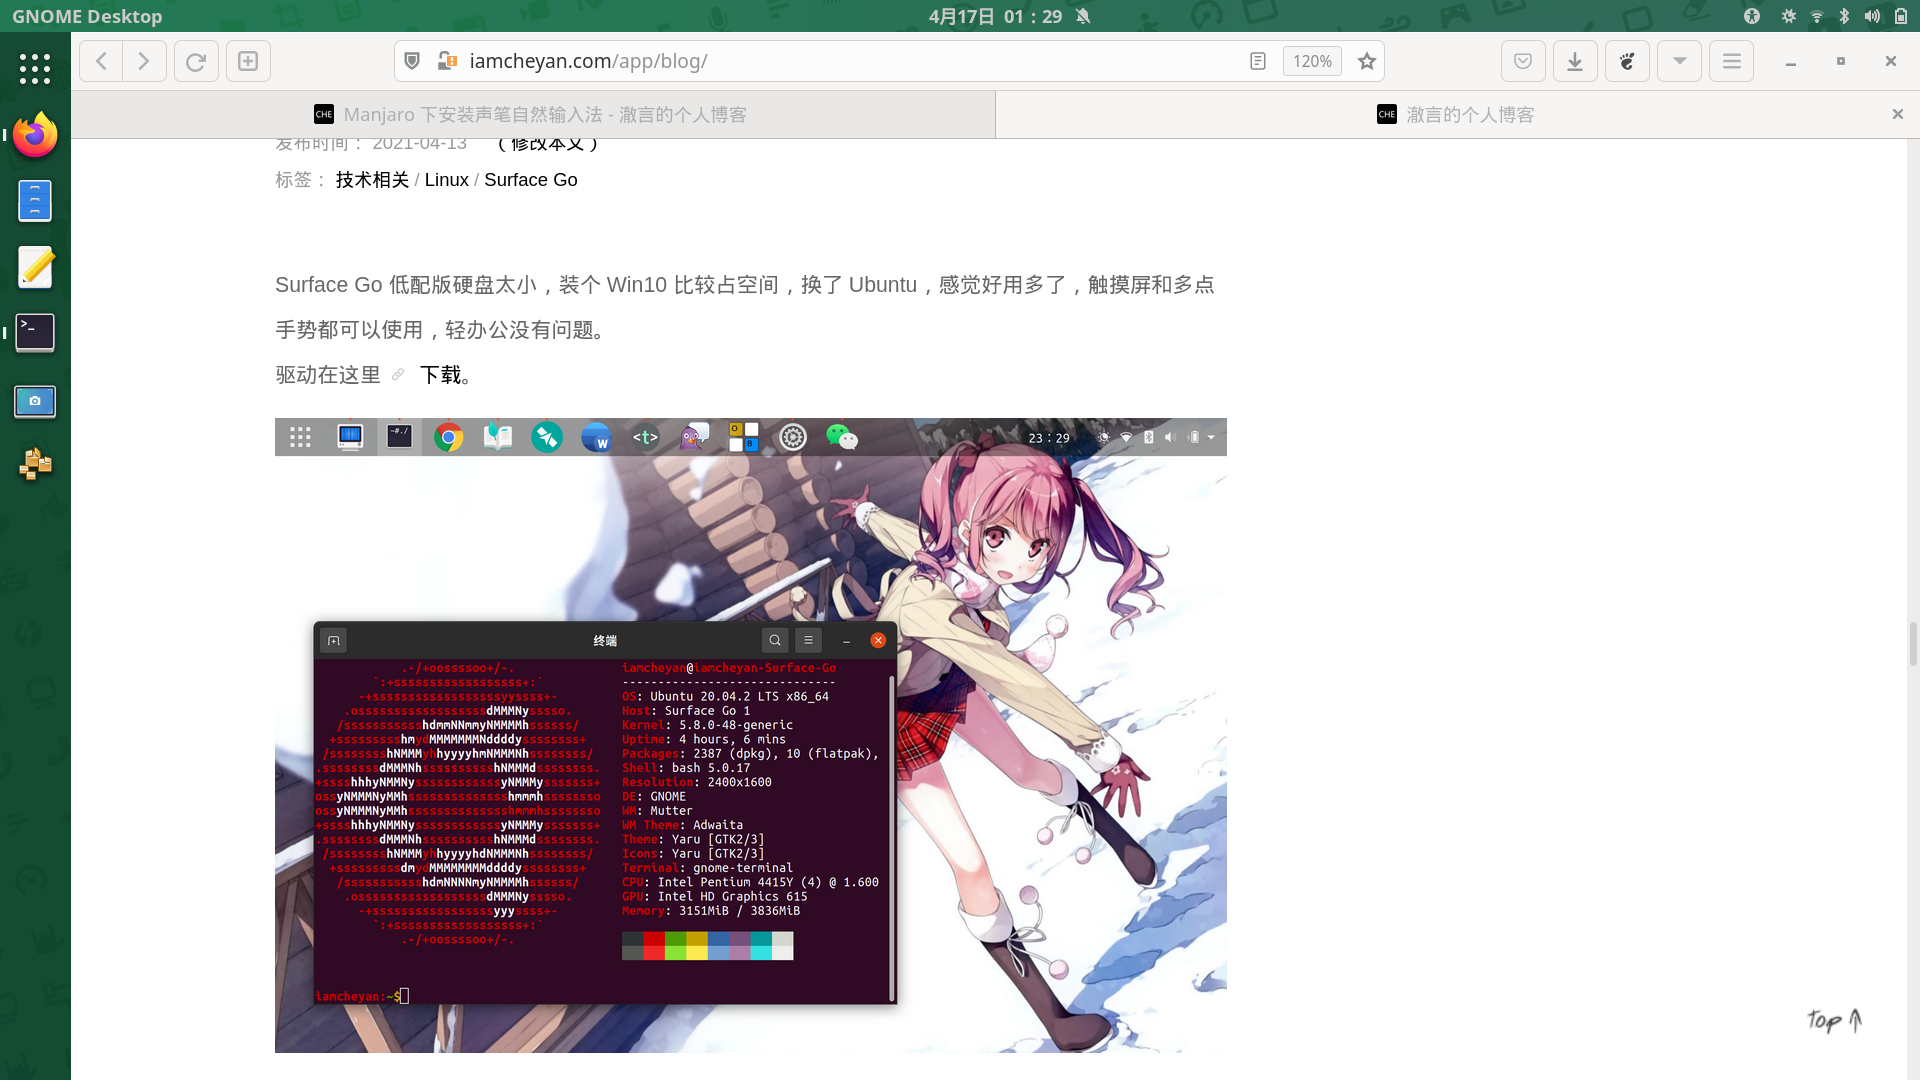 GNOME Desktop
4月17日 01：29
iamcheyan.com/app/blog/
120%
CHE Manjaro 下安装声笔自然输入法 - 澈言的个人博客
CHE 澈言的个人博客
发布时间： 2021-04-13 （修改本文）
标签： 技术相关 / Linux / Surface Go
Surface Go 低配版硬盘太小，装个 Win10 比较占空间，换了 Ubuntu，感觉好用多了，触摸屏和多点
手势都可以使用，轻办公没有问题。
驱动在这里 下载。
23：29
终端
iamcheyan@iamcheyan-Surface-Go
------------------------------
OS: Ubuntu 20.04.2 LTS x86_64
Host: Surface Go 1
Kernel: 5.8.0-48-generic
Uptime: 4 hours, 6 mins
Packages: 2387 (dpkg), 10 (flatpak),
Shell: bash 5.0.17
Resolution: 2400x1600
DE: GNOME
WM: Mutter
WM Theme: Adwaita
Theme: Yaru [GTK2/3]
Icons: Yaru [GTK2/3]
Terminal: gnome-terminal
CPU: Intel Pentium 4415Y (4) @ 1.600
GPU: Intel HD Graphics 615
Memory: 3151MiB / 3836MiB
iamcheyan:~$
Top ↑